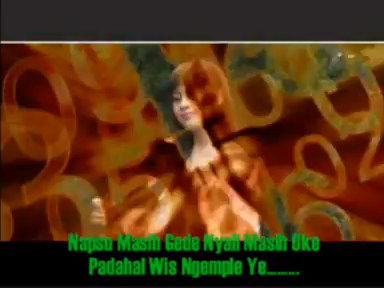 Napsu Masih Gede Nyali Masih Oke
Padahal Wis Ngemple Ye........